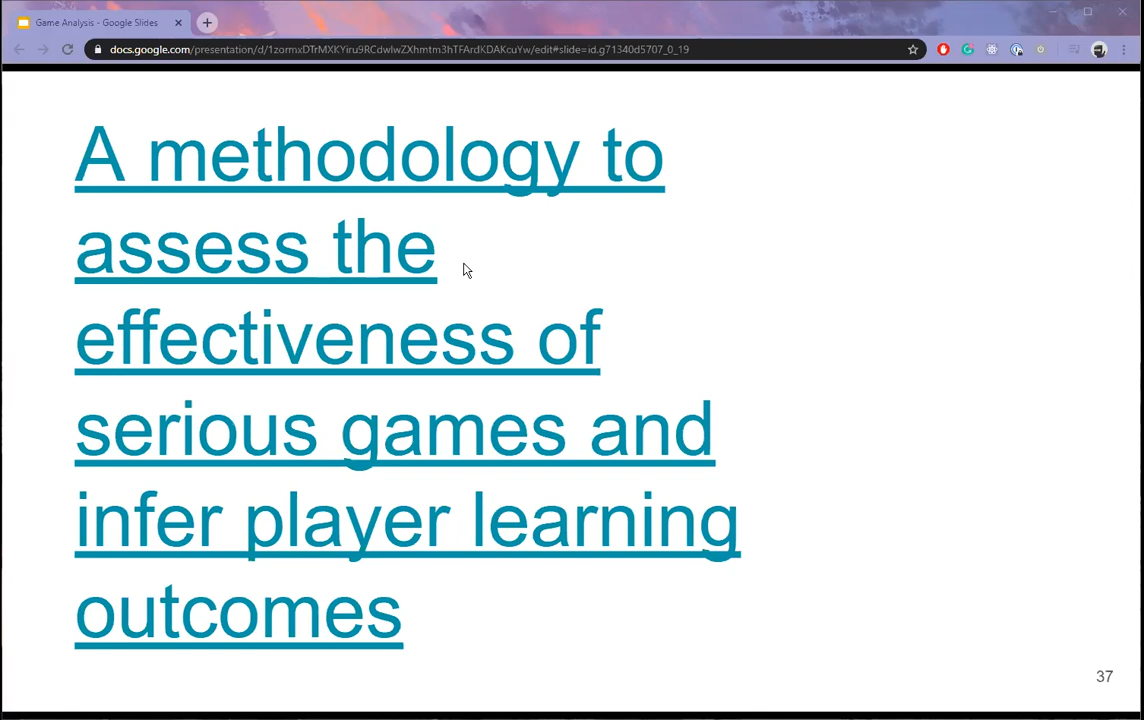 Game Analysis - Google Slides
docs.google.com/presentation/d/1zormxDTrMXKYiru9RCdwlwZXhmtm3hTFArdKDAKcuYw/edit#slide=id.g71340d5707_0_19
A methodology to
assess the
effectiveness of
serious games and
infer player learning
outcomes
37